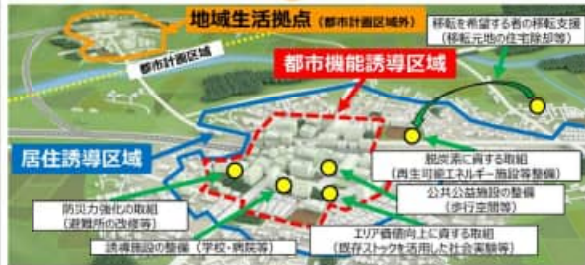 地域生活拠点（都市計画区域外）
移転を希望する者の移転支援
（移転元地の住宅除却等）
都市計画区域
都市機能誘導区域
居住誘導区域
脱炭素に資する取組
（再生可能エネルギー施設等整備）
公共公益施設の整備
（歩行空間等）
防災力強化の取組
（避難所の改修等）
誘導施設の整備（学校・病院等）
エリア価値向上に資する取組
（既存ストックを活用した社会実験等）